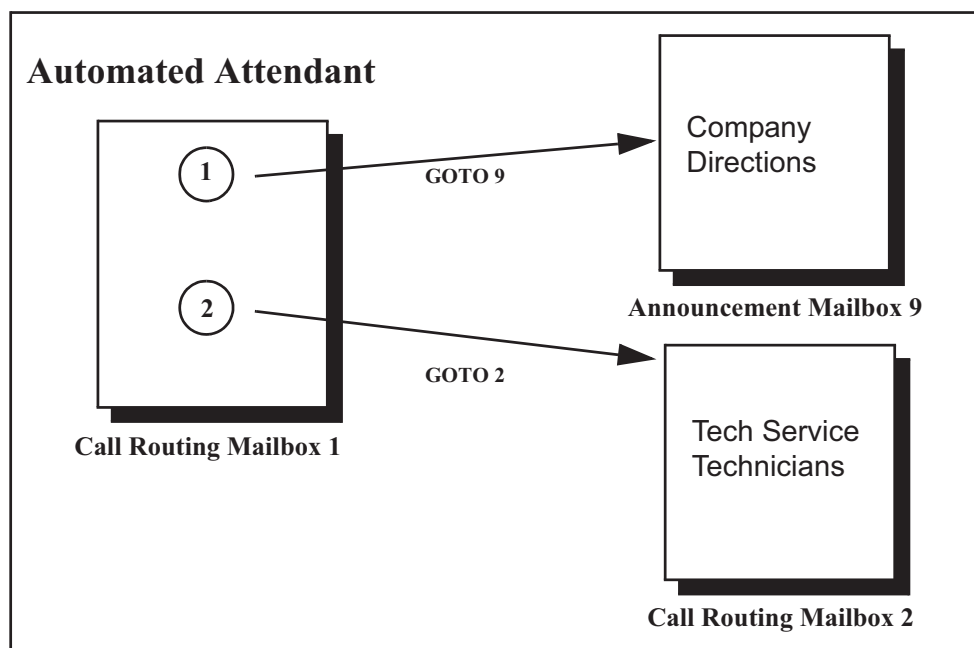 Automated Attendant
1
GOTO 9
Company
Directions
Announcement Mailbox 9
2
GOTO 2
Call Routing Mailbox 1
Tech Service
Technicians
Call Routing Mailbox 2